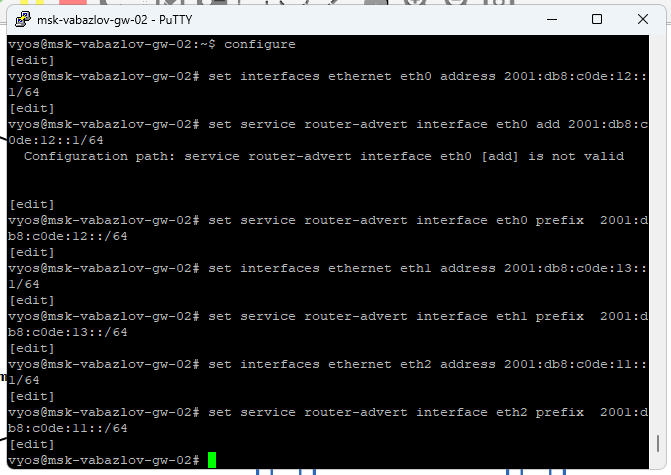 msk-vabazlov-gw-02 - PuTTY
vyos@msk-vabazlov-gw-02:~$ configure
[edit]
vyos@msk-vabazlov-gw-02# set interfaces ethernet eth0 address 2001:db8:c0de:12::
1/64
[edit]
vyos@msk-vabazlov-gw-02# set service router-advert interface eth0 add 2001:db8:c
0de:12::1/64
  Configuration path: service router-advert interface eth0 [add] is not valid
[edit]
vyos@msk-vabazlov-gw-02# set service router-advert interface eth0 prefix  2001:d
b8:c0de:12::/64
[edit]
vyos@msk-vabazlov-gw-02# set interfaces ethernet eth1 address 2001:db8:c0de:13::
1/64
[edit]
vyos@msk-vabazlov-gw-02# set service router-advert interface eth1 prefix  2001:d
b8:c0de:13::/64
[edit]
vyos@msk-vabazlov-gw-02# set interfaces ethernet eth2 address 2001:db8:c0de:11::
1/64
[edit]
vyos@msk-vabazlov-gw-02# set service router-advert interface eth2 prefix  2001:d
b8:c0de:11::/64
[edit]
vyos@msk-vabazlov-gw-02#